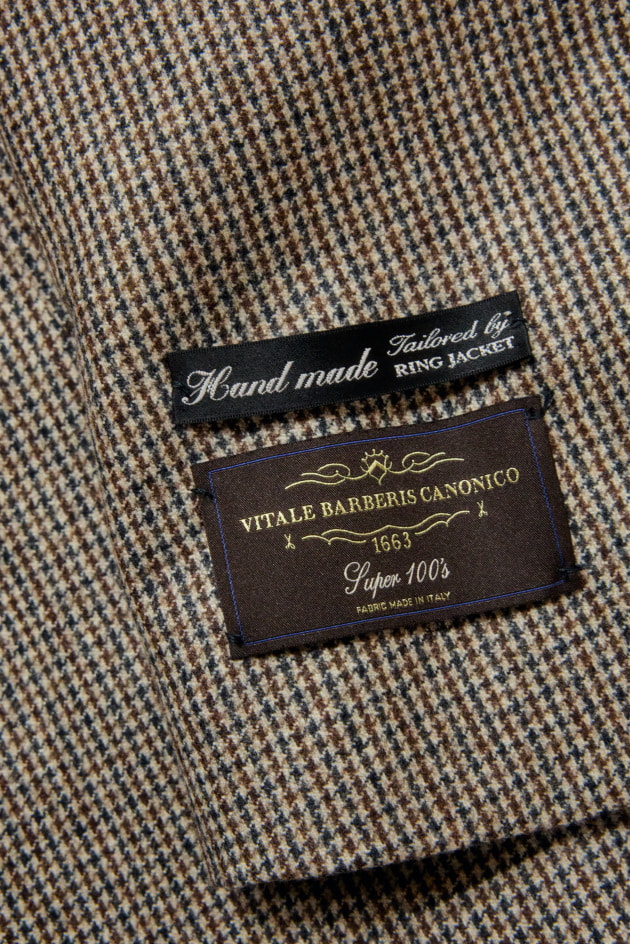 Hand made Tailored by
RING JACKET
VITALE BARBERIS CANONICO
1663
Super 100's
FABRIC MADE IN ITALY